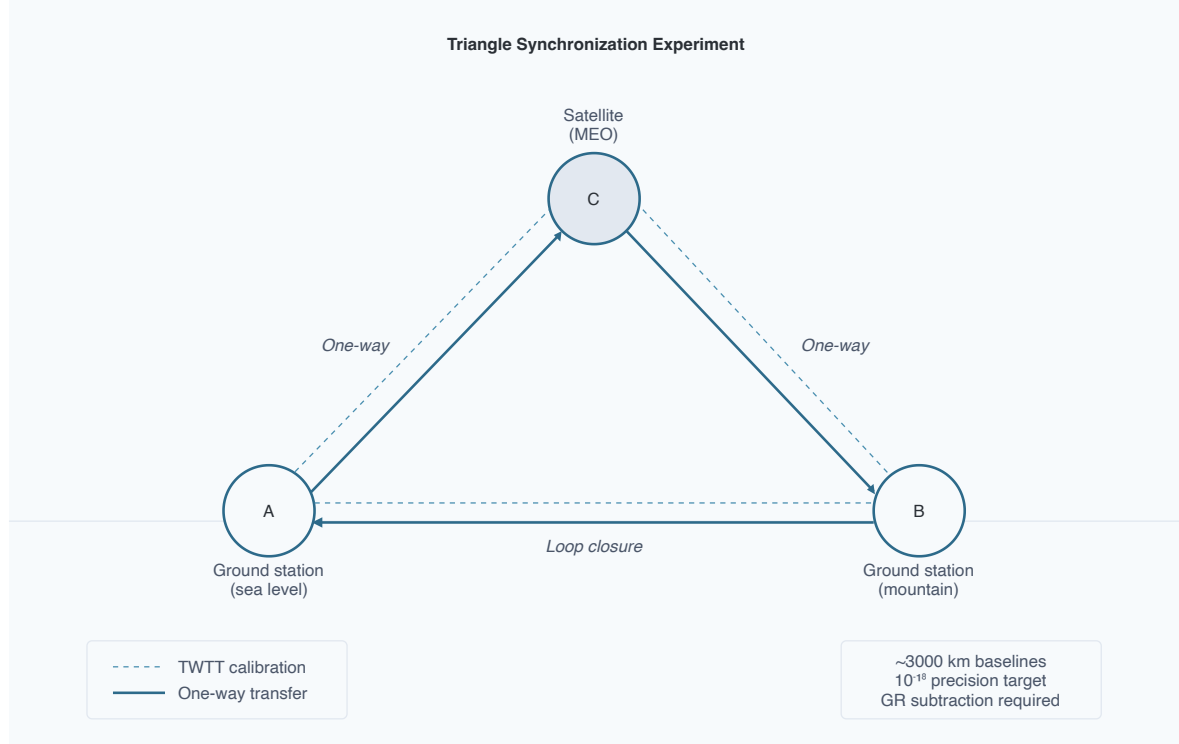 Triangle Synchronization Experiment
Satellite
(MEO)
C
One-way
One-way
A
B
Loop closure
Ground station
(sea level)
Ground station
(mountain)
TWTT calibration
One-way transfer
~3000 km baselines
10⁻¹⁸ precision target
GR subtraction required